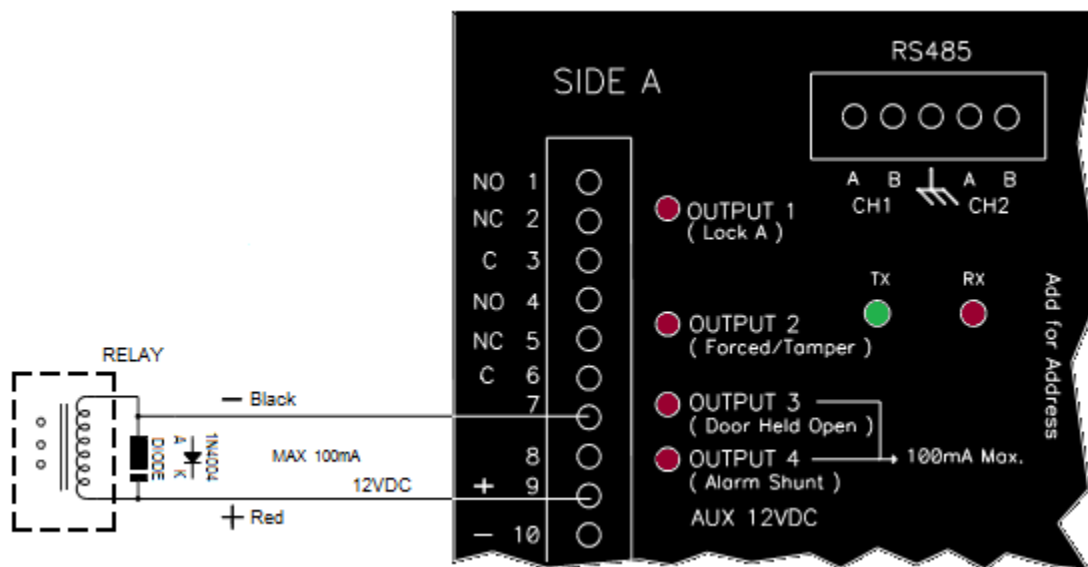 SIDE A
RS485
A B A B
CH1 CH2
NO 1
NC 2
C 3
NO 4
NC 5
C 6
7
8
+ 9
− 10
OUTPUT 1
( Lock A )
OUTPUT 2
( Forced/Tamper )
OUTPUT 3
( Door Held Open )
OUTPUT 4
( Alarm Shunt )
100mA Max.
AUX 12VDC
TX RX
Add for Address
RELAY
− Black
DIODE
A K
1N4004
MAX 100mA
12VDC
+ Red